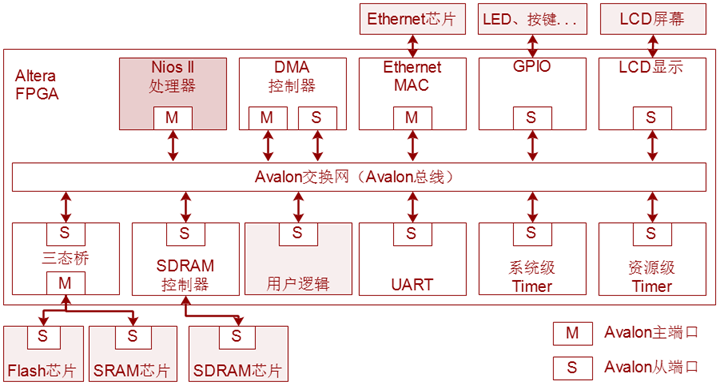 Ethernet芯片
LED、按键...
LCD屏幕
Altera
FPGA
Nios II
处理器
M
DMA
控制器
M
S
Ethernet
MAC
M
GPIO
S
LCD显示
S
Avalon交换网（Avalon总线）
S
三态桥
M
S
SDRAM
控制器
S
用户逻辑
S
UART
S
系统级
Timer
S
资源级
Timer
S
Flash芯片
S
SRAM芯片
S
SDRAM芯片
M
Avalon主端口
S
Avalon从端口